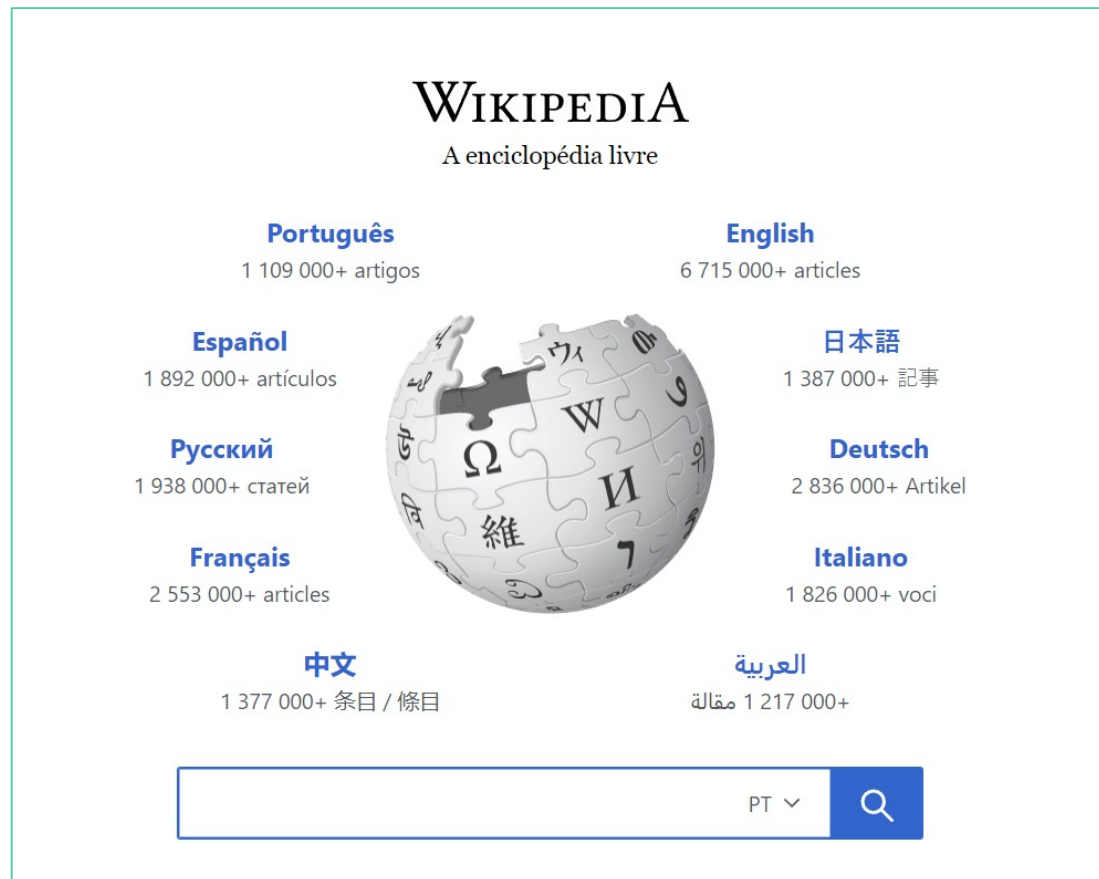 WIKIPEDIA
A enciclopédia livre
Português English
1 109 000+ artigos 6 715 000+ articles
Español 日本語
1 892 000+ artículos 1 387 000+ 記事
Русский Deutsch
1 938 000+ статей 2 836 000+ Artikel
Français Italiano
2 553 000+ articles 1 826 000+ voci
中文 العربية
1 377 000+ 条目 / 條目 1 217 000+ مقالة
ウィ
W
Ω
И
維
PT